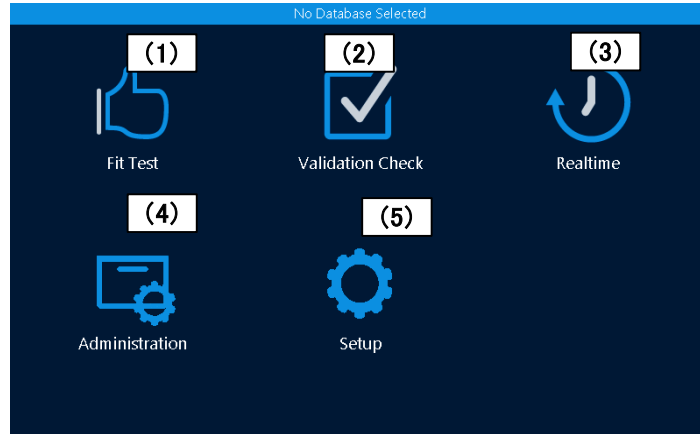 No Database Selected
(1)
(2)
(3)
Fit Test
Validation Check
Realtime
(4)
(5)
Administration
Setup